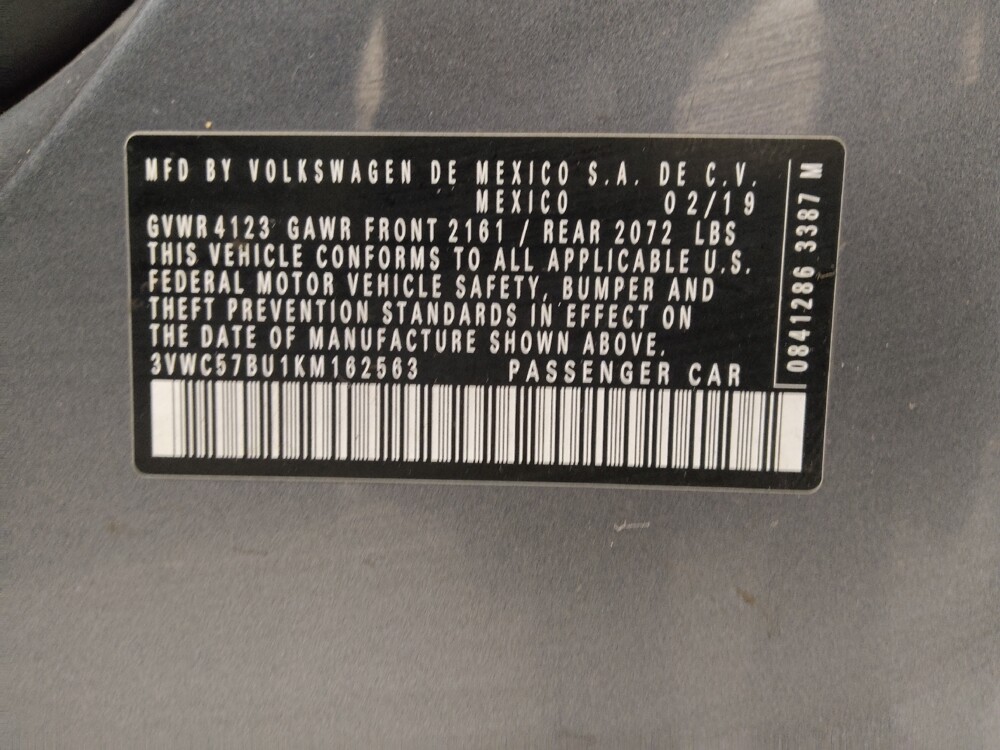 MFD BY VOLKSWAGEN DE MEXICO S.A. DE C.V.
MEXICO 02/19
GVWR 4123 GAWR FRONT 2161 / REAR 2072 LBS
THIS VEHICLE CONFORMS TO ALL APPLICABLE U.S.
FEDERAL MOTOR VEHICLE SAFETY, BUMPER AND
THEFT PREVENTION STANDARDS IN EFFECT ON
THE DATE OF MANUFACTURE SHOWN ABOVE.
3VWC57BU1KM162563 PASSENGER CAR
0841286 3387 M